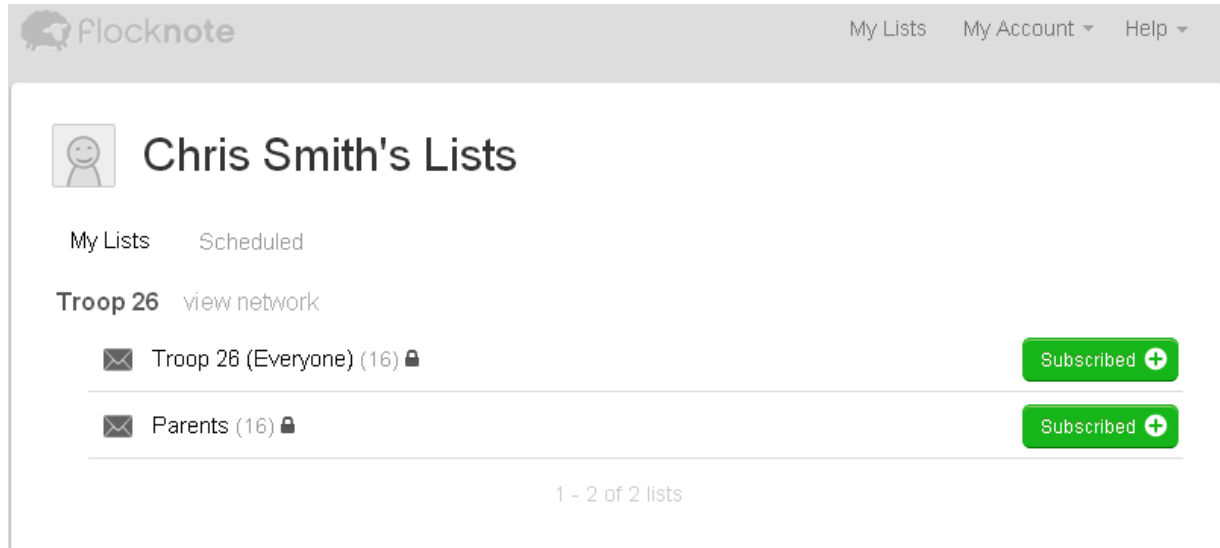 flocknote My Lists My Account Help
Chris Smith's Lists
My Lists Scheduled
Troop 26 view network
Troop 26 (Everyone) (16) Subscribed
Parents (16) Subscribed
1 - 2 of 2 lists